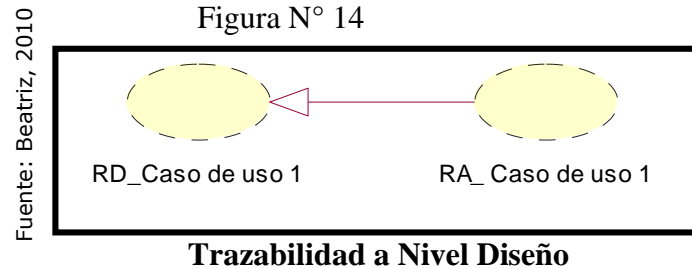 Figura N° 14
Fuente: Beatriz, 2010
RD_Caso de uso 1
RA_ Caso de uso 1
Trazabilidad a Nivel Diseño